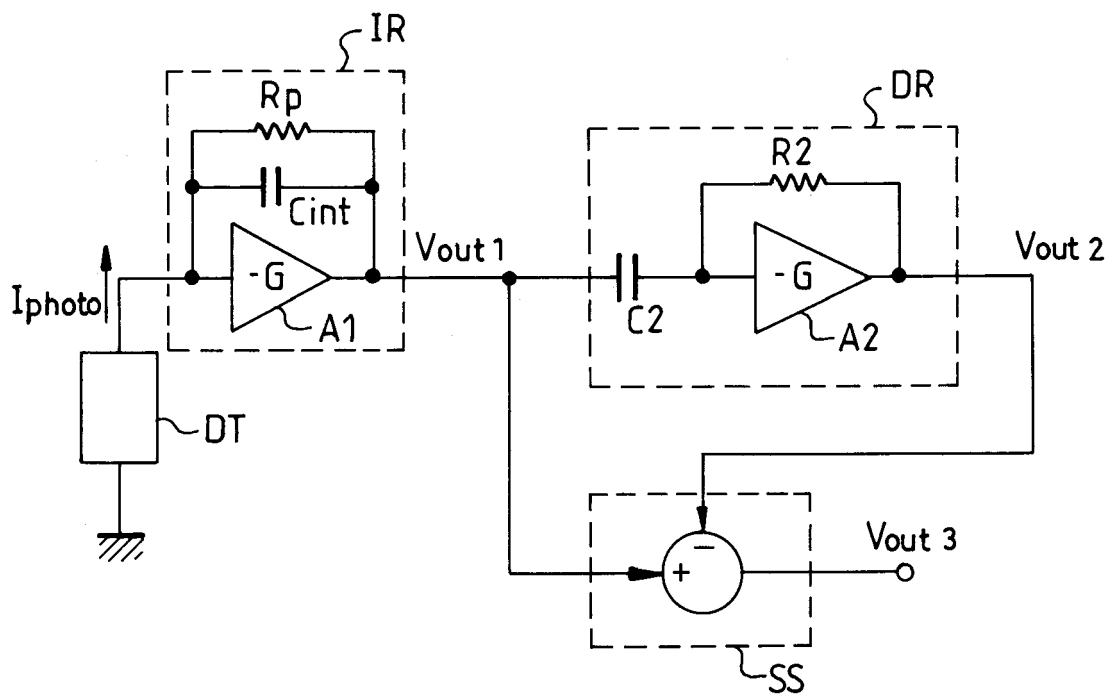 IR
Rp
Cint
-G
A1
Iphoto
DT
Vout 1
DR
R2
C2
-G
A2
Vout 2
−
+
Vout 3
SS